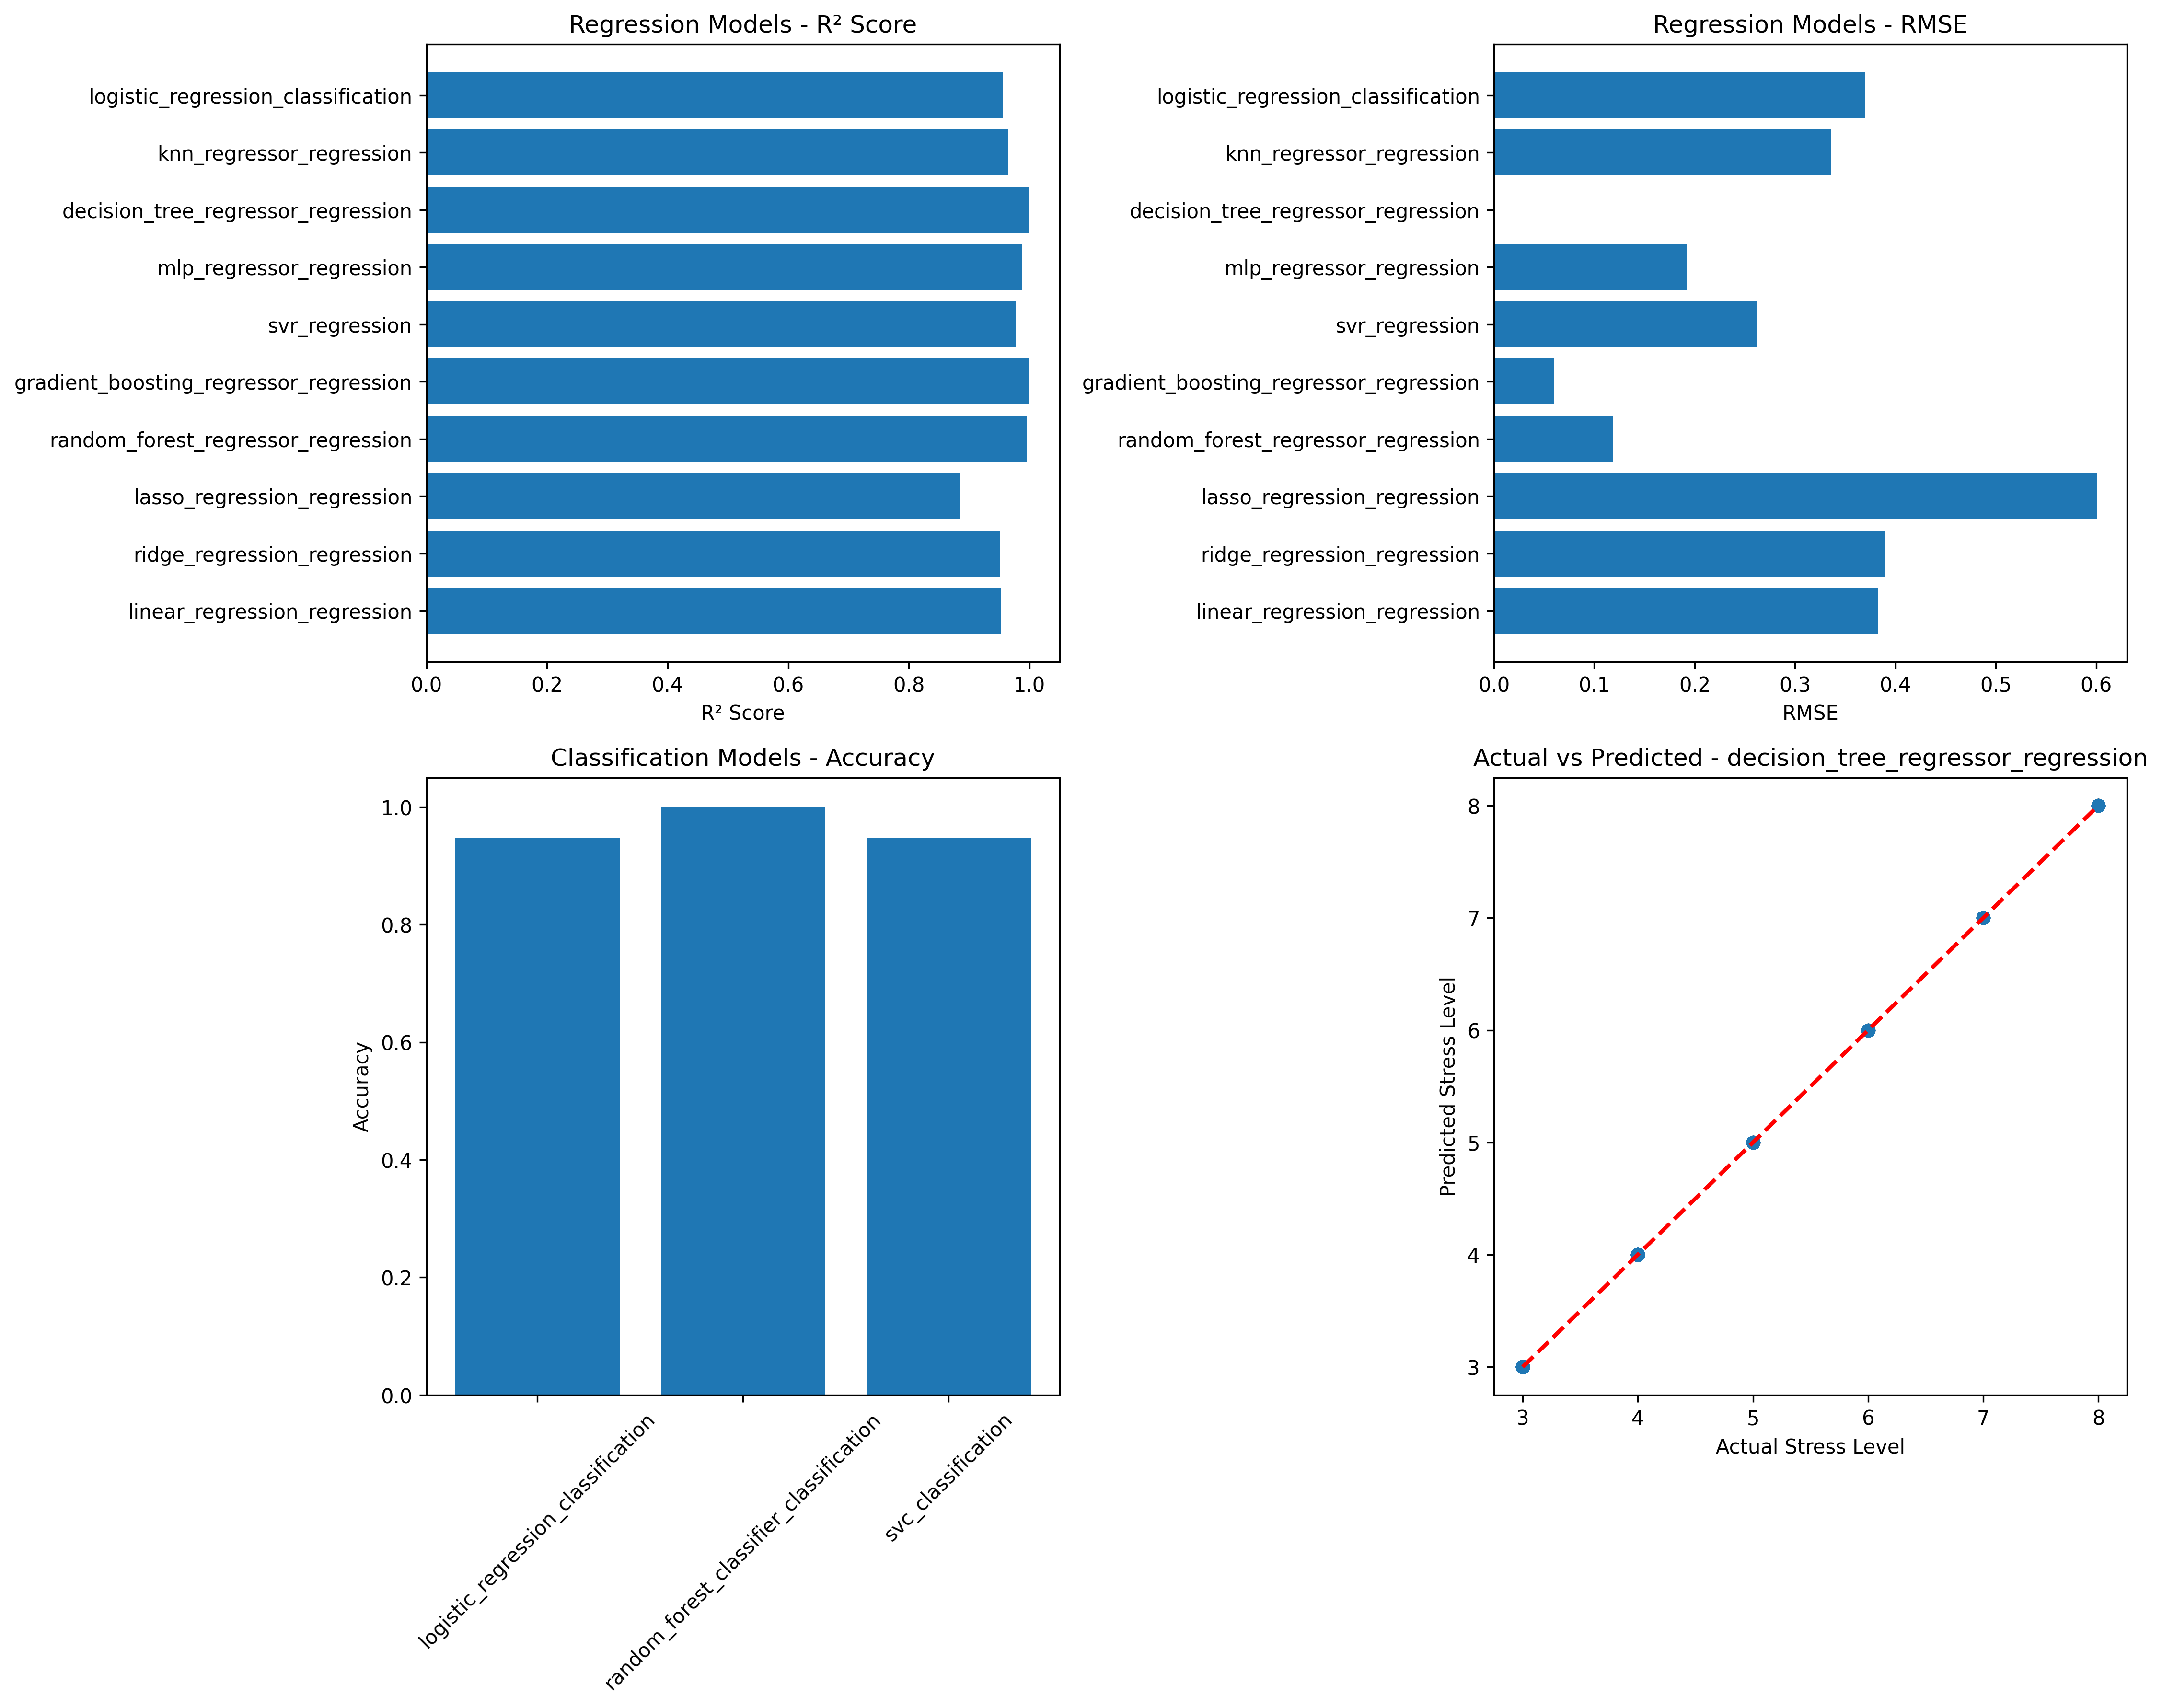 Regression Models - R² Score
logistic_regression_classification
knn_regressor_regression
decision_tree_regressor_regression
mlp_regressor_regression
svr_regression
gradient_boosting_regressor_regression
random_forest_regressor_regression
lasso_regression_regression
ridge_regression_regression
linear_regression_regression
0.0 0.2 0.4 0.6 0.8 1.0
R² Score
Regression Models - RMSE
logistic_regression_classification
knn_regressor_regression
decision_tree_regressor_regression
mlp_regressor_regression
svr_regression
gradient_boosting_regressor_regression
random_forest_regressor_regression
lasso_regression_regression
ridge_regression_regression
linear_regression_regression
0.0 0.1 0.2 0.3 0.4 0.5 0.6
RMSE
Classification Models - Accuracy
Accuracy
1.0
0.8
0.6
0.4
0.2
0.0
logistic_regression_classification
random_forest_classifier_classification
svc_classification
Actual vs Predicted - decision_tree_regressor_regression
Predicted Stress Level
8
7
6
5
4
3
3 4 5 6 7 8
Actual Stress Level